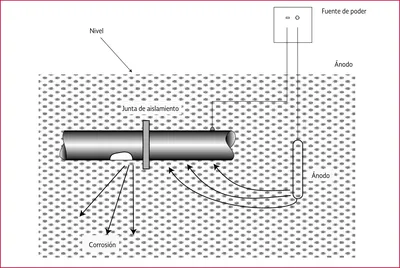 Fuente de poder
Nivel
Ánodo
Junta de aislamiento
Ánodo
Corrosión